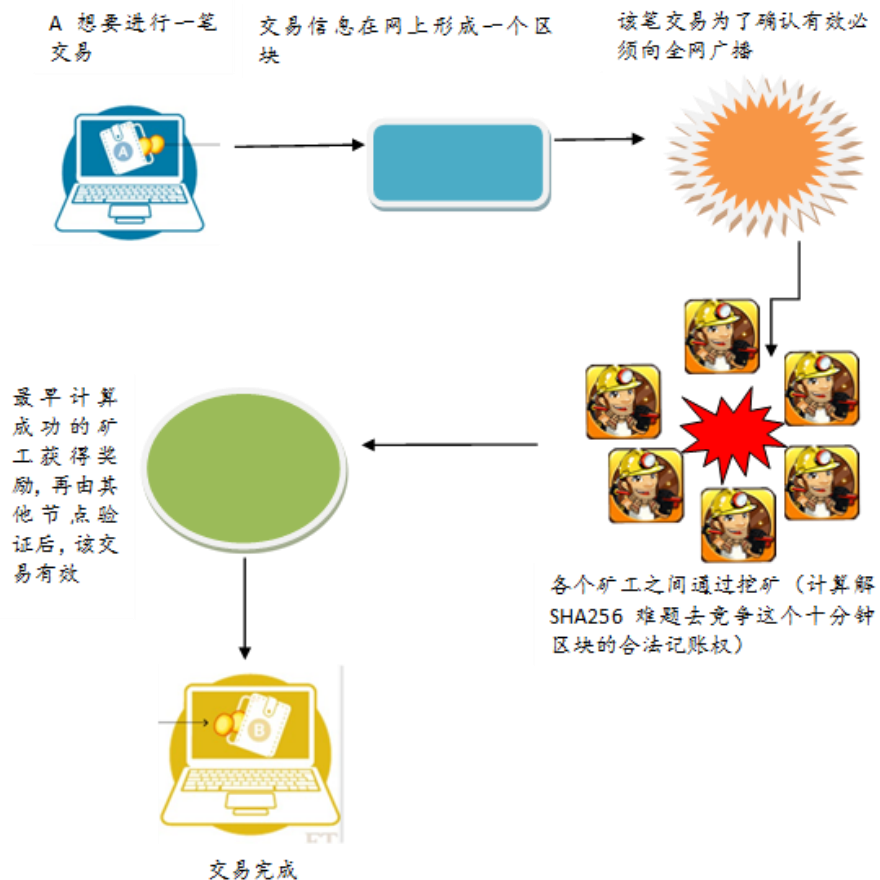 A 想要进行一笔
交易
交易信息在网上形成一个区
块
该笔交易为了确认有效必
须向全网广播
A
最早计算
成功的矿
工获得奖
励,再由其
他节点验
证后,该交
易有效
各个矿工之间通过挖矿（计算解
SHA256 难题去竞争这个十分钟
区块的合法记账权）
B
交易完成